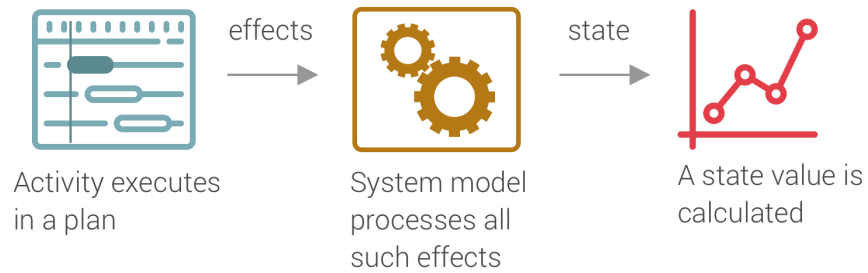 effects
state
Activity executes
in a plan
System model
processes all
such effects
A state value is
calculated